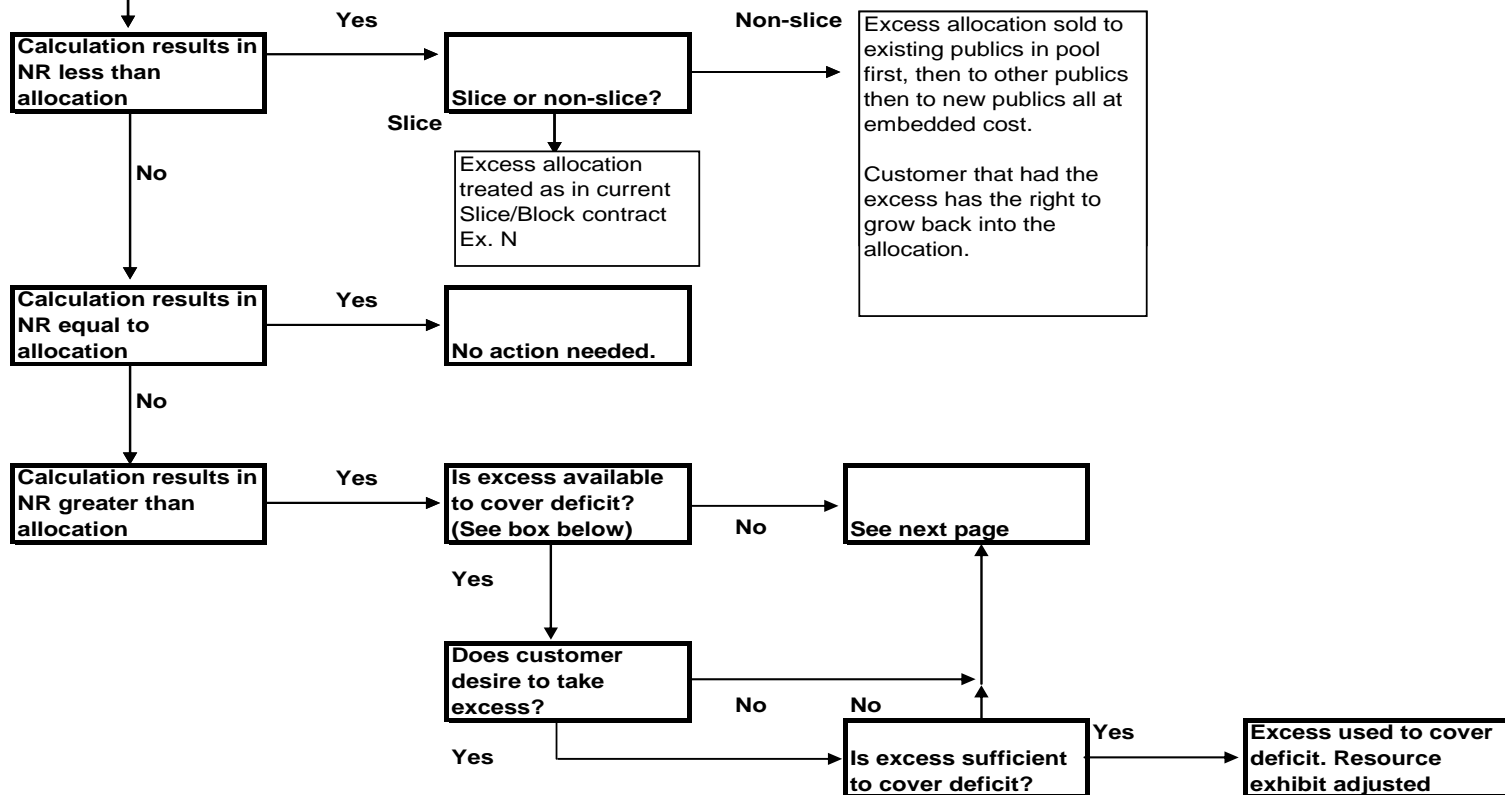 Yes
Non-slice
Calculation results in
NR less than
allocation
Slice or non-slice?
Excess allocation sold to
existing publics in pool
first, then to other publics
then to new publics all at
embedded cost.
Customer that had the
excess has the right to
grow back into the
allocation.
Slice
No
Excess allocation
treated as in current
Slice/Block contract
Ex. N
Calculation results in
NR equal to
allocation
Yes
No action needed.
No
Calculation results in
NR greater than
allocation
Yes
Is excess available
to cover deficit?
(See box below)
No
See next page
Yes
Does customer
desire to take
excess?
No
No
Yes
Is excess sufficient
to cover deficit?
Yes
Excess used to cover
deficit. Resource
exhibit adjusted